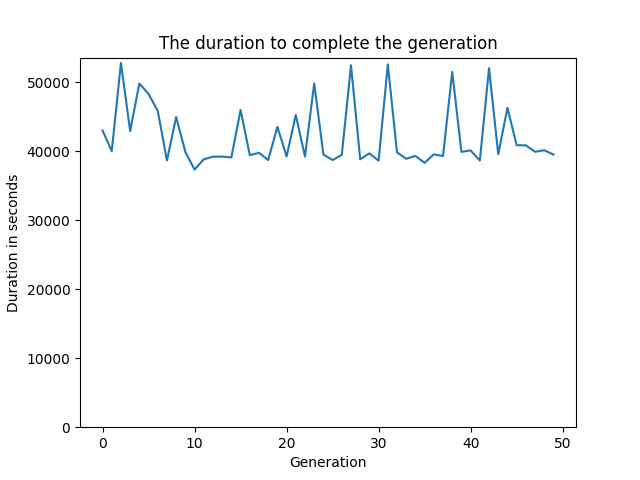 The duration to complete the generation
Duration in seconds
50000
40000
30000
20000
10000
0
0 10 20 30 40 50
Generation